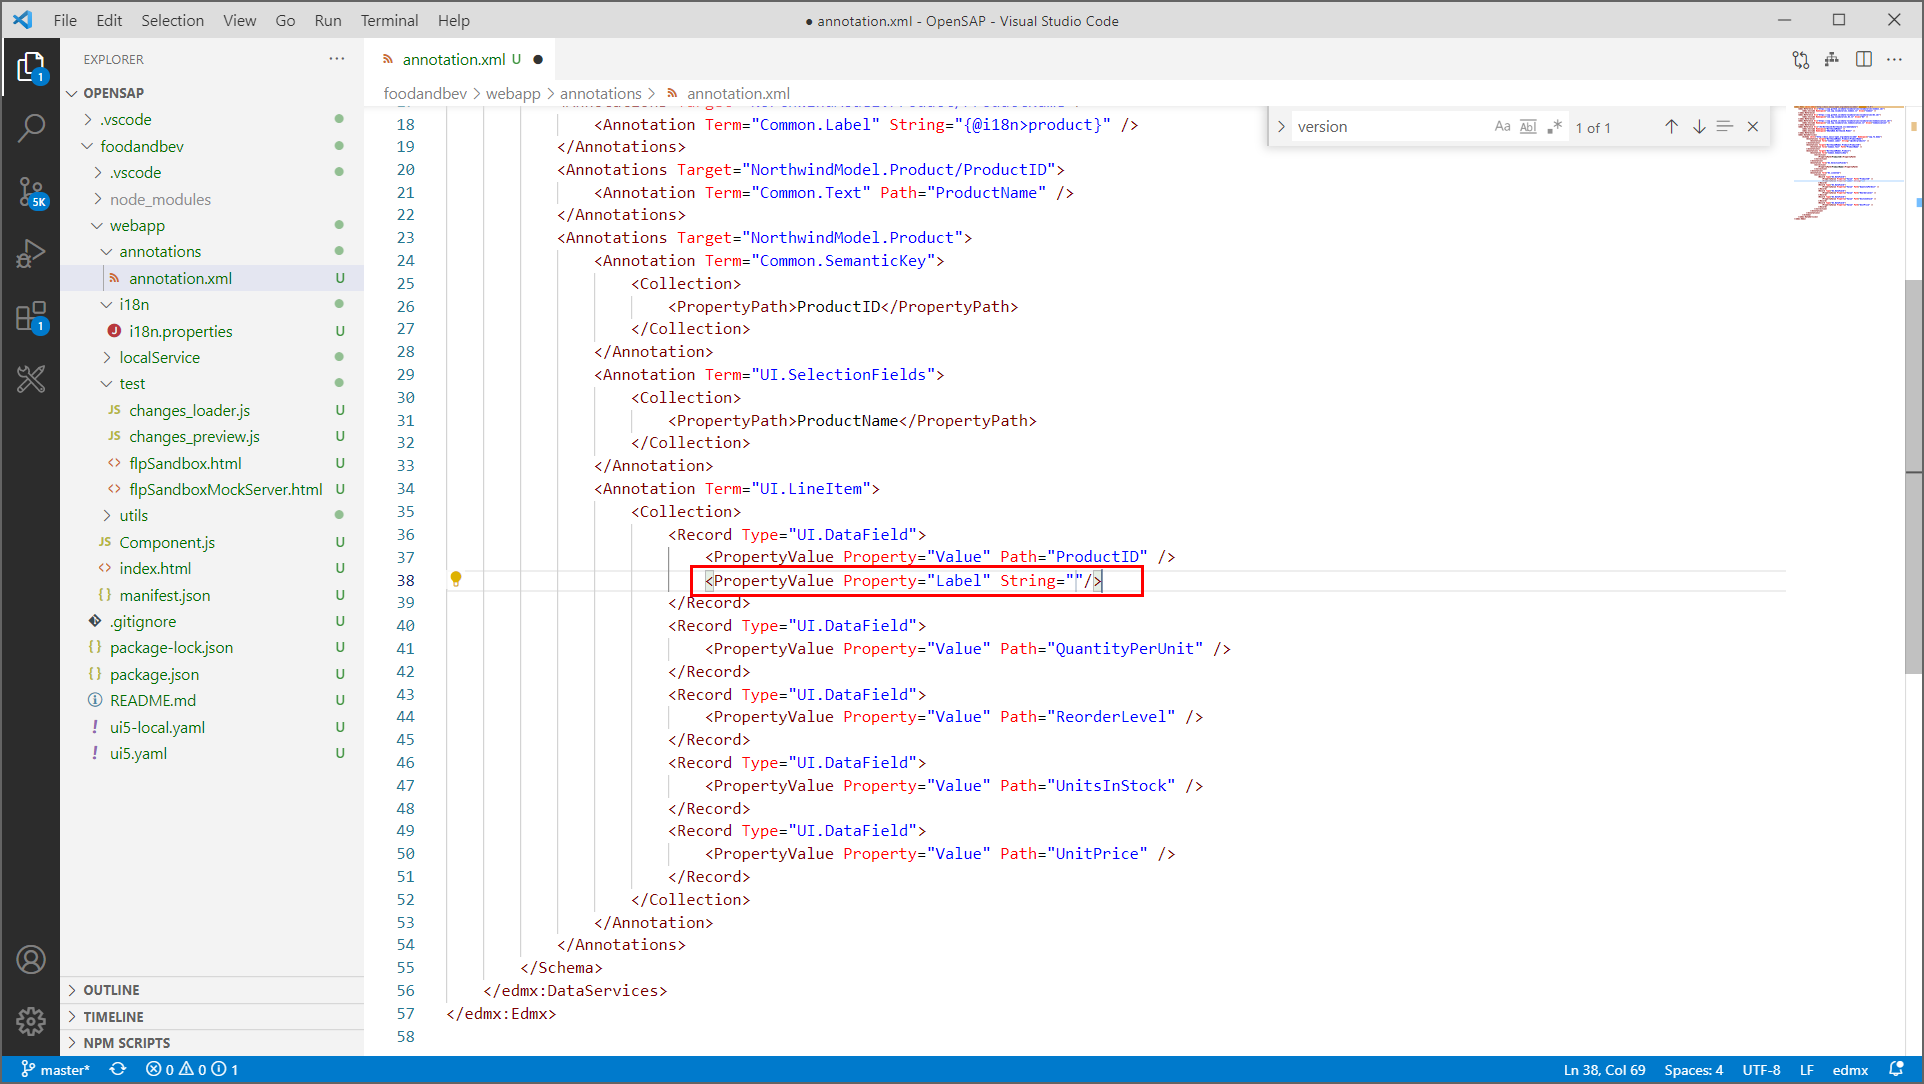 File Edit Selection View Go Run Terminal Help
● annotation.xml - OpenSAP - Visual Studio Code
EXPLORER
OPENSAP
.vscode
foodandbev
.vscode
node_modules
webapp
annotations
annotation.xml U
i18n
i18n.properties U
localService
test
JS changes_loader.js U
JS changes_preview.js U
<> flpSandbox.html U
<> flpSandboxMockServer.html U
utils
JS Component.js U
<> index.html U
{} manifest.json U
.gitignore U
{} package-lock.json U
{} package.json U
README.md U
! ui5-local.yaml U
! ui5.yaml U
OUTLINE
TIMELINE
NPM SCRIPTS
1
5K
1
annotation.xml U ●
foodandbev > webapp > annotations > annotation.xml
version Aa Ab .* 1 of 1
18 <Annotation Term="Common.Label" String="{@i18n>product}" />
19 </Annotations>
20 <Annotations Target="NorthwindModel.Product/ProductID">
21 <Annotation Term="Common.Text" Path="ProductName" />
22 </Annotations>
23 <Annotations Target="NorthwindModel.Product">
24 <Annotation Term="Common.SemanticKey">
25 <Collection>
26 <PropertyPath>ProductID</PropertyPath>
27 </Collection>
28 </Annotation>
29 <Annotation Term="UI.SelectionFields">
30 <Collection>
31 <PropertyPath>ProductName</PropertyPath>
32 </Collection>
33 </Annotation>
34 <Annotation Term="UI.LineItem">
35 <Collection>
36 <Record Type="UI.DataField">
37 <PropertyValue Property="Value" Path="ProductID" />
38 <PropertyValue Property="Label" String=""/>
39 </Record>
40 <Record Type="UI.DataField">
41 <PropertyValue Property="Value" Path="QuantityPerUnit" />
42 </Record>
43 <Record Type="UI.DataField">
44 <PropertyValue Property="Value" Path="ReorderLevel" />
45 </Record>
46 <Record Type="UI.DataField">
47 <PropertyValue Property="Value" Path="UnitsInStock" />
48 </Record>
49 <Record Type="UI.DataField">
50 <PropertyValue Property="Value" Path="UnitPrice" />
51 </Record>
52 </Collection>
53 </Annotation>
54 </Annotations>
55 </Schema>
56 </edmx:DataServices>
57 </edmx:Edmx>
58
master* 0 0 1
Ln 38, Col 69 Spaces: 4 UTF-8 LF edmx